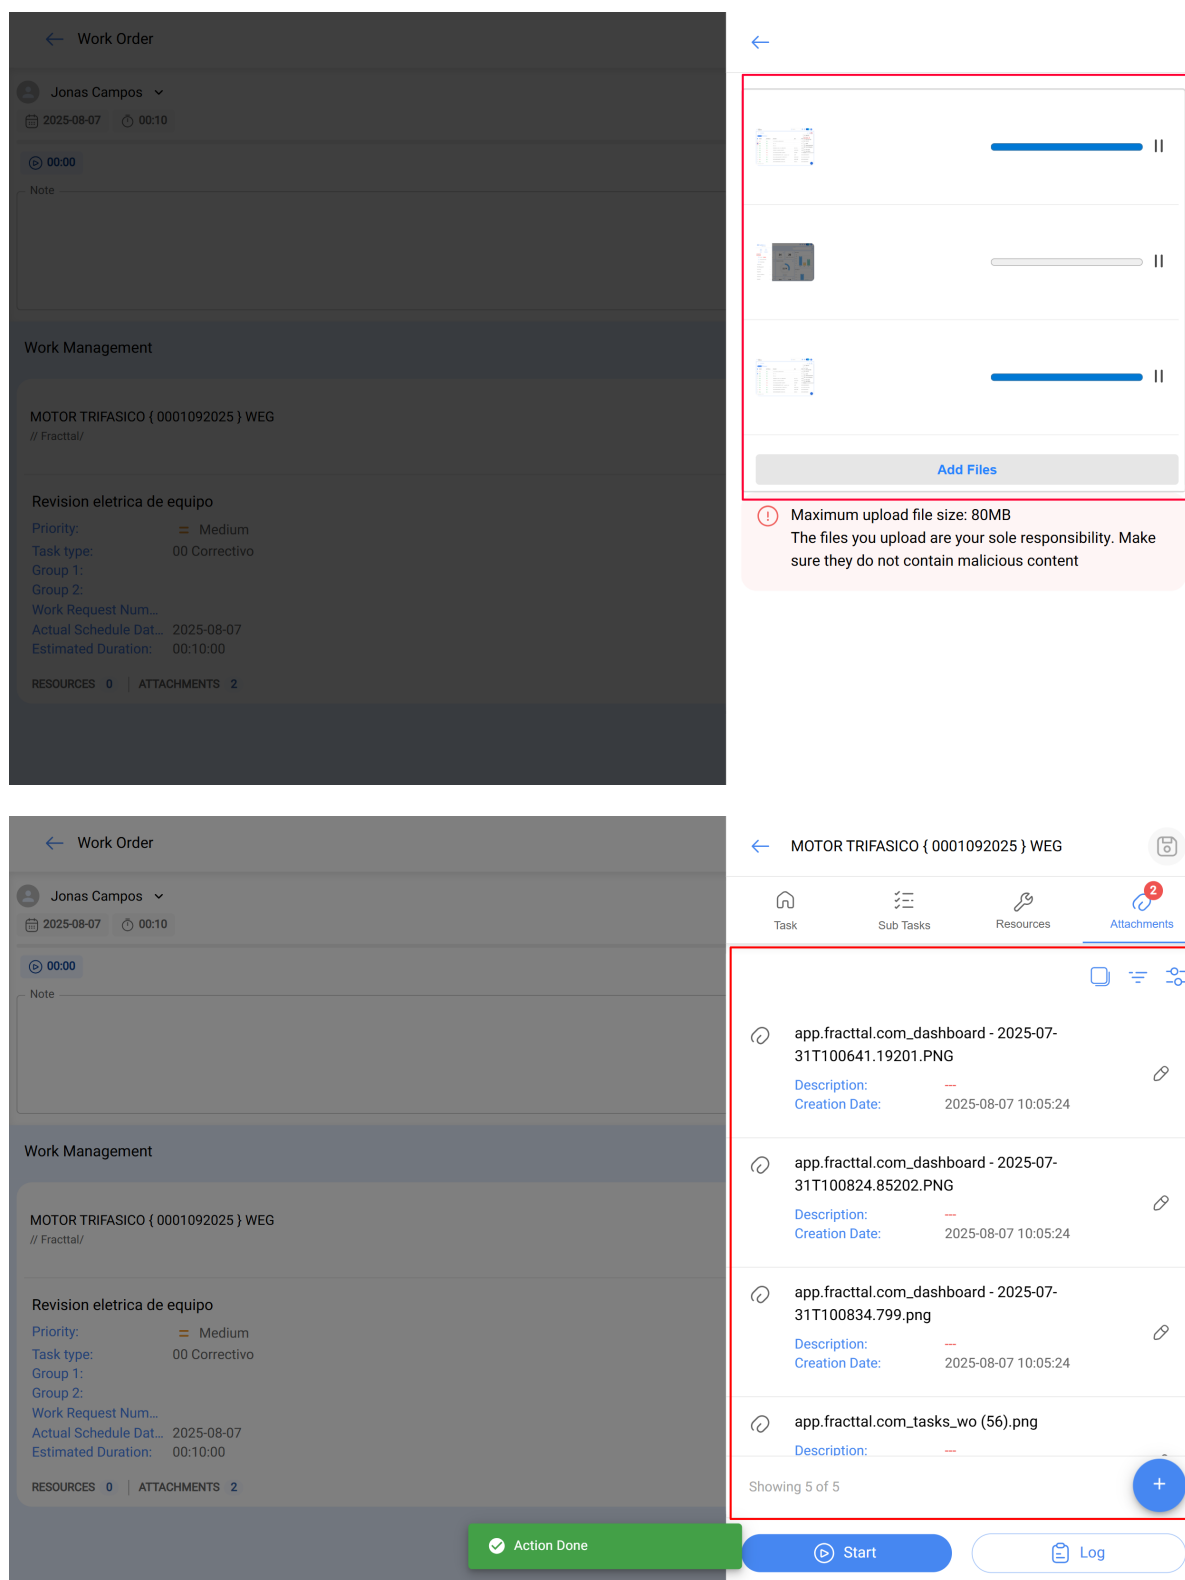 Work Order
Jonas Campos
2025-08-07 00:10
00:00
Note
Work Management
MOTOR TRIFASICO { 0001092025 } WEG
// Fracttal/
Revision eletrica de equipo
Priority: Medium
Task type: 00 Correctivo
Group 1:
Group 2:
Work Request Num...
Actual Schedule Dat... 2025-08-07
Estimated Duration: 00:10:00
RESOURCES 0 ATTACHMENTS 2
Add Files
Maximum upload file size: 80MB
The files you upload are your sole responsibility. Make
sure they do not contain malicious content
Work Order
Jonas Campos
2025-08-07 00:10
00:00
Note
Work Management
MOTOR TRIFASICO { 0001092025 } WEG
// Fracttal/
Revision eletrica de equipo
Priority: Medium
Task type: 00 Correctivo
Group 1:
Group 2:
Work Request Num...
Actual Schedule Dat... 2025-08-07
Estimated Duration: 00:10:00
RESOURCES 0 ATTACHMENTS 2
Action Done
MOTOR TRIFASICO { 0001092025 } WEG
2
Task Sub Tasks Resources Attachments
app.fracttal.com_dashboard - 2025-07-
31T100641.19201.PNG
Description: ---
Creation Date: 2025-08-07 10:05:24
app.fracttal.com_dashboard - 2025-07-
31T100824.85202.PNG
Description: ---
Creation Date: 2025-08-07 10:05:24
app.fracttal.com_dashboard - 2025-07-
31T100834.799.png
Description: ---
Creation Date: 2025-08-07 10:05:24
app.fracttal.com_tasks_wo (56).png
Description: ---
Showing 5 of 5
Start Log